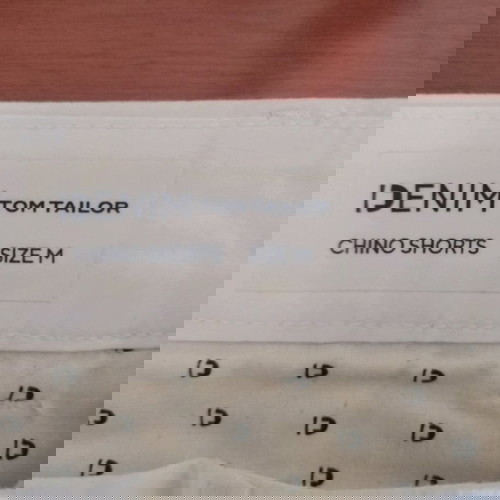 TOM TAILOR
DENIM
SIZE M
CHINO SHORTS